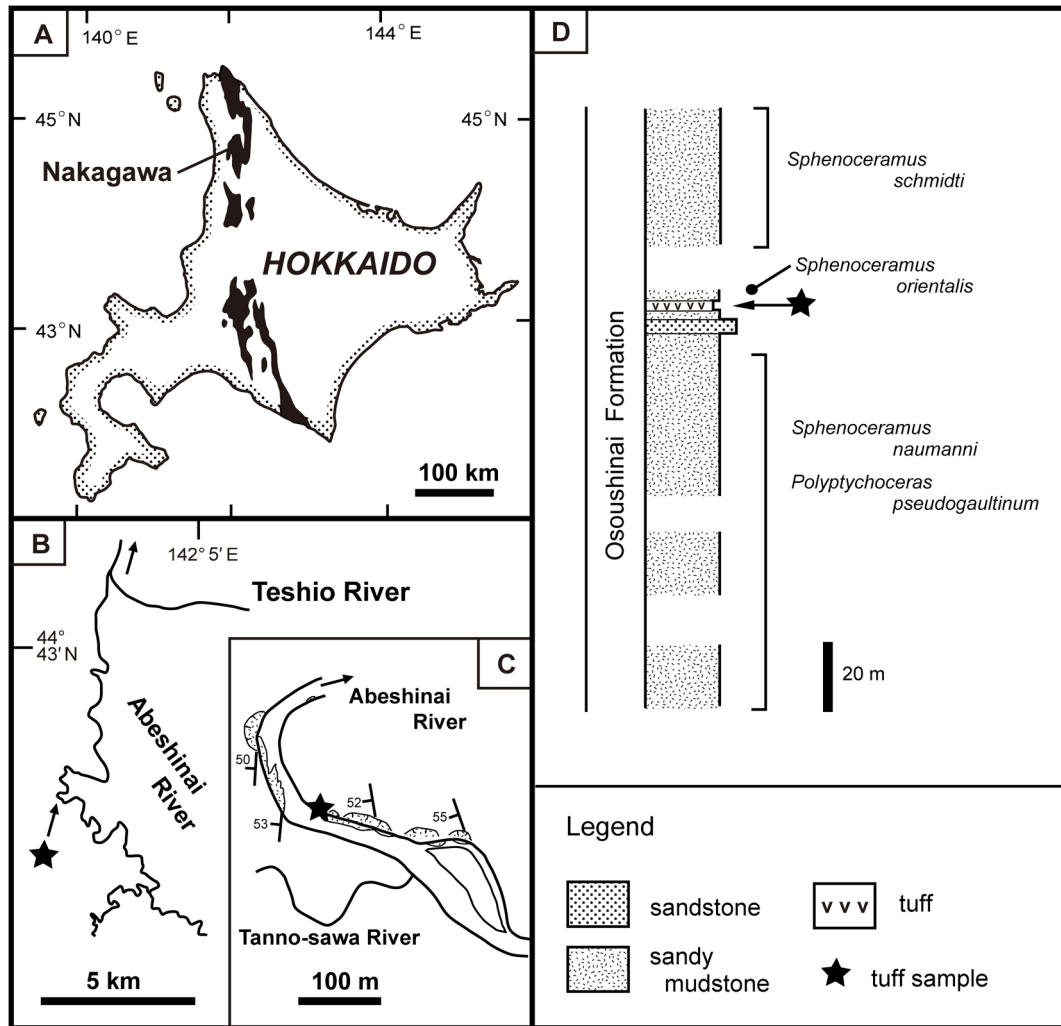 A
140° E
144° E
45° N
45° N
Nakagawa
HOKKAIDO
43° N
43° N
100 km
B
142° 5′ E
Teshio River
44°
43′ N
Abeshinai
River
5 km
C
Abeshinai
River
50
53
52
55
Tanno-sawa River
100 m
D
Osoushinai Formation
Sphenoceramus
schmidti
Sphenoceramus
orientalis
Sphenoceramus
naumanni
Polyptychoceras
pseudogaultinum
20 m
Legend
sandstone
v v v
tuff
sandy
mudstone
tuff sample